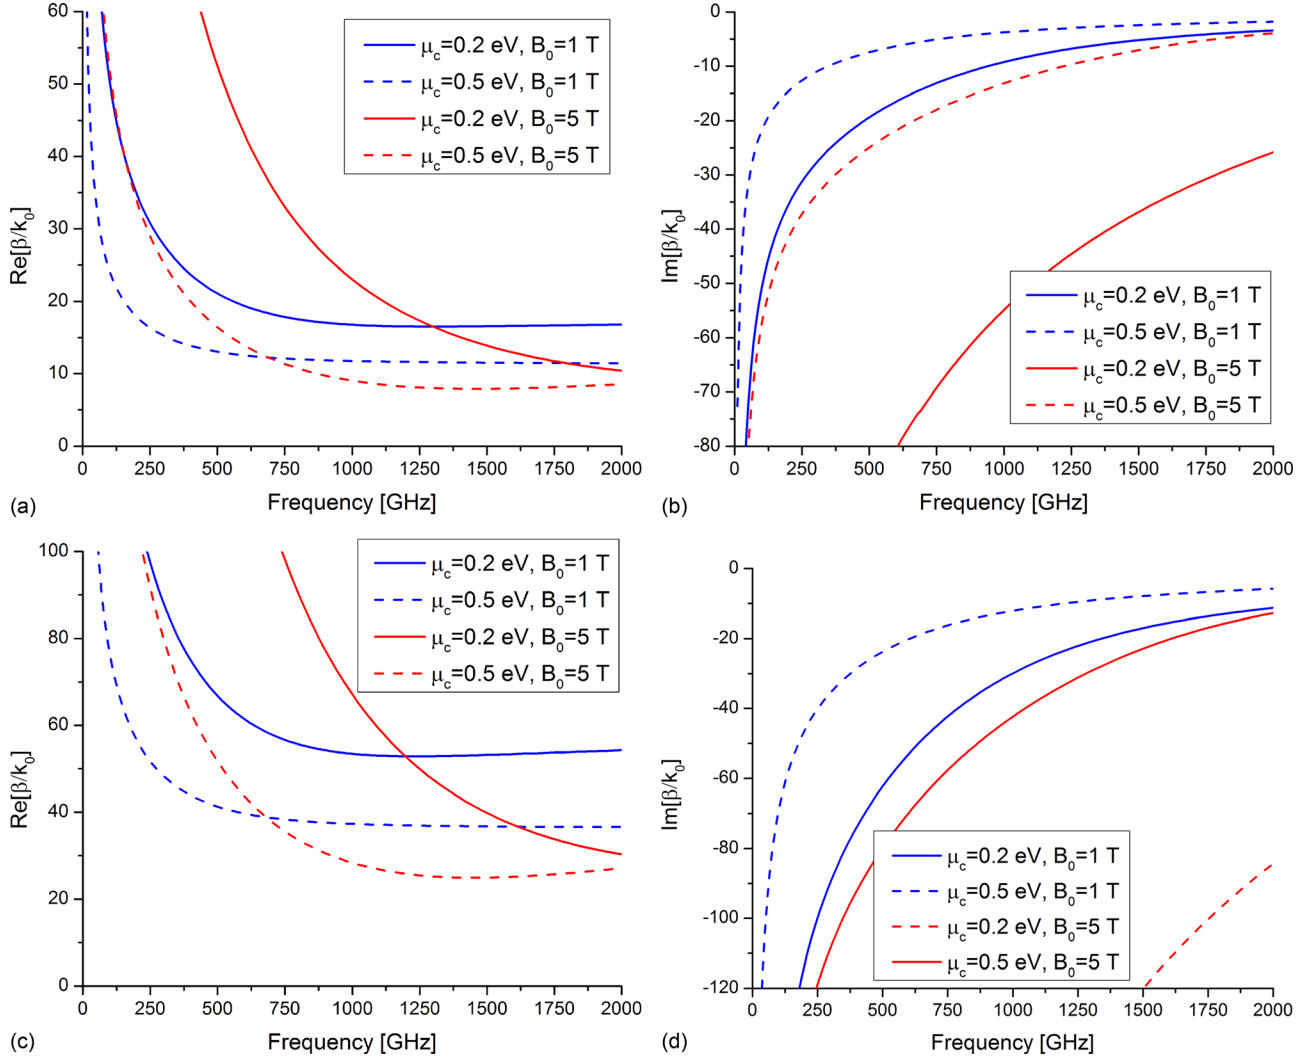 60
50
40
30
20
10
0
Re[β/k₀]
μc=0.2 eV, B₀=1 T
μc=0.5 eV, B₀=1 T
μc=0.2 eV, B₀=5 T
μc=0.5 eV, B₀=5 T
0 250 500 750 1000 1250 1500 1750 2000
Frequency [GHz]
(a)
0
-10
-20
-30
-40
-50
-60
-70
-80
Im[β/k₀]
μc=0.2 eV, B₀=1 T
μc=0.5 eV, B₀=1 T
μc=0.2 eV, B₀=5 T
μc=0.5 eV, B₀=5 T
0 250 500 750 1000 1250 1500 1750 2000
Frequency [GHz]
(b)
100
80
60
40
20
0
Re[β/k₀]
μc=0.2 eV, B₀=1 T
μc=0.5 eV, B₀=1 T
μc=0.2 eV, B₀=5 T
μc=0.5 eV, B₀=5 T
0 250 500 750 1000 1250 1500 1750 2000
Frequency [GHz]
(c)
0
-20
-40
-60
-80
-100
-120
Im[β/k₀]
μc=0.2 eV, B₀=1 T
μc=0.5 eV, B₀=1 T
μc=0.2 eV, B₀=5 T
μc=0.5 eV, B₀=5 T
0 250 500 750 1000 1250 1500 1750 2000
Frequency [GHz]
(d)